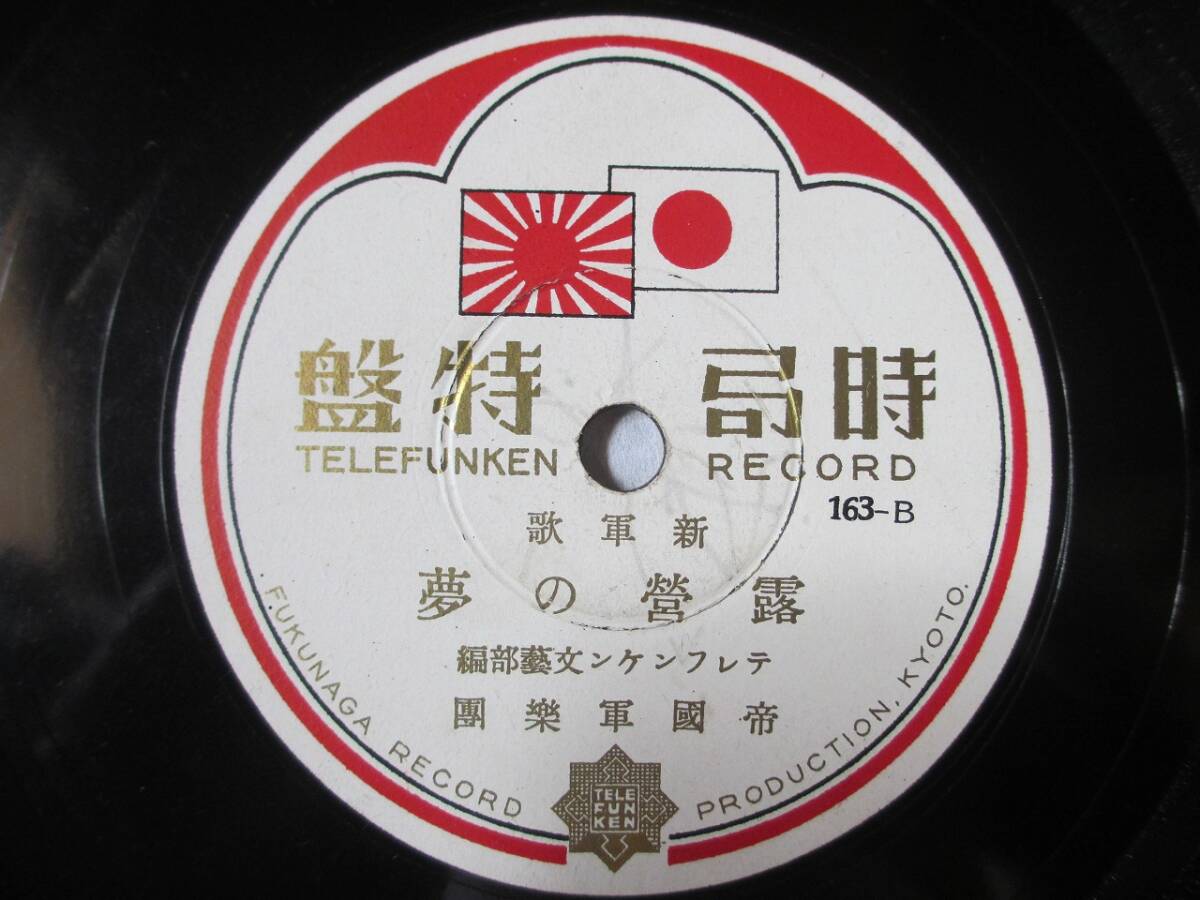 時局特盤
TELEFUNKEN RECORD
163-B
新軍歌
露營の夢
テレフンケン文藝部編
帝國軍樂團
FUKUNAGA RECORD PRODUCTION, KYOTO.
TELE
FUN
KEN